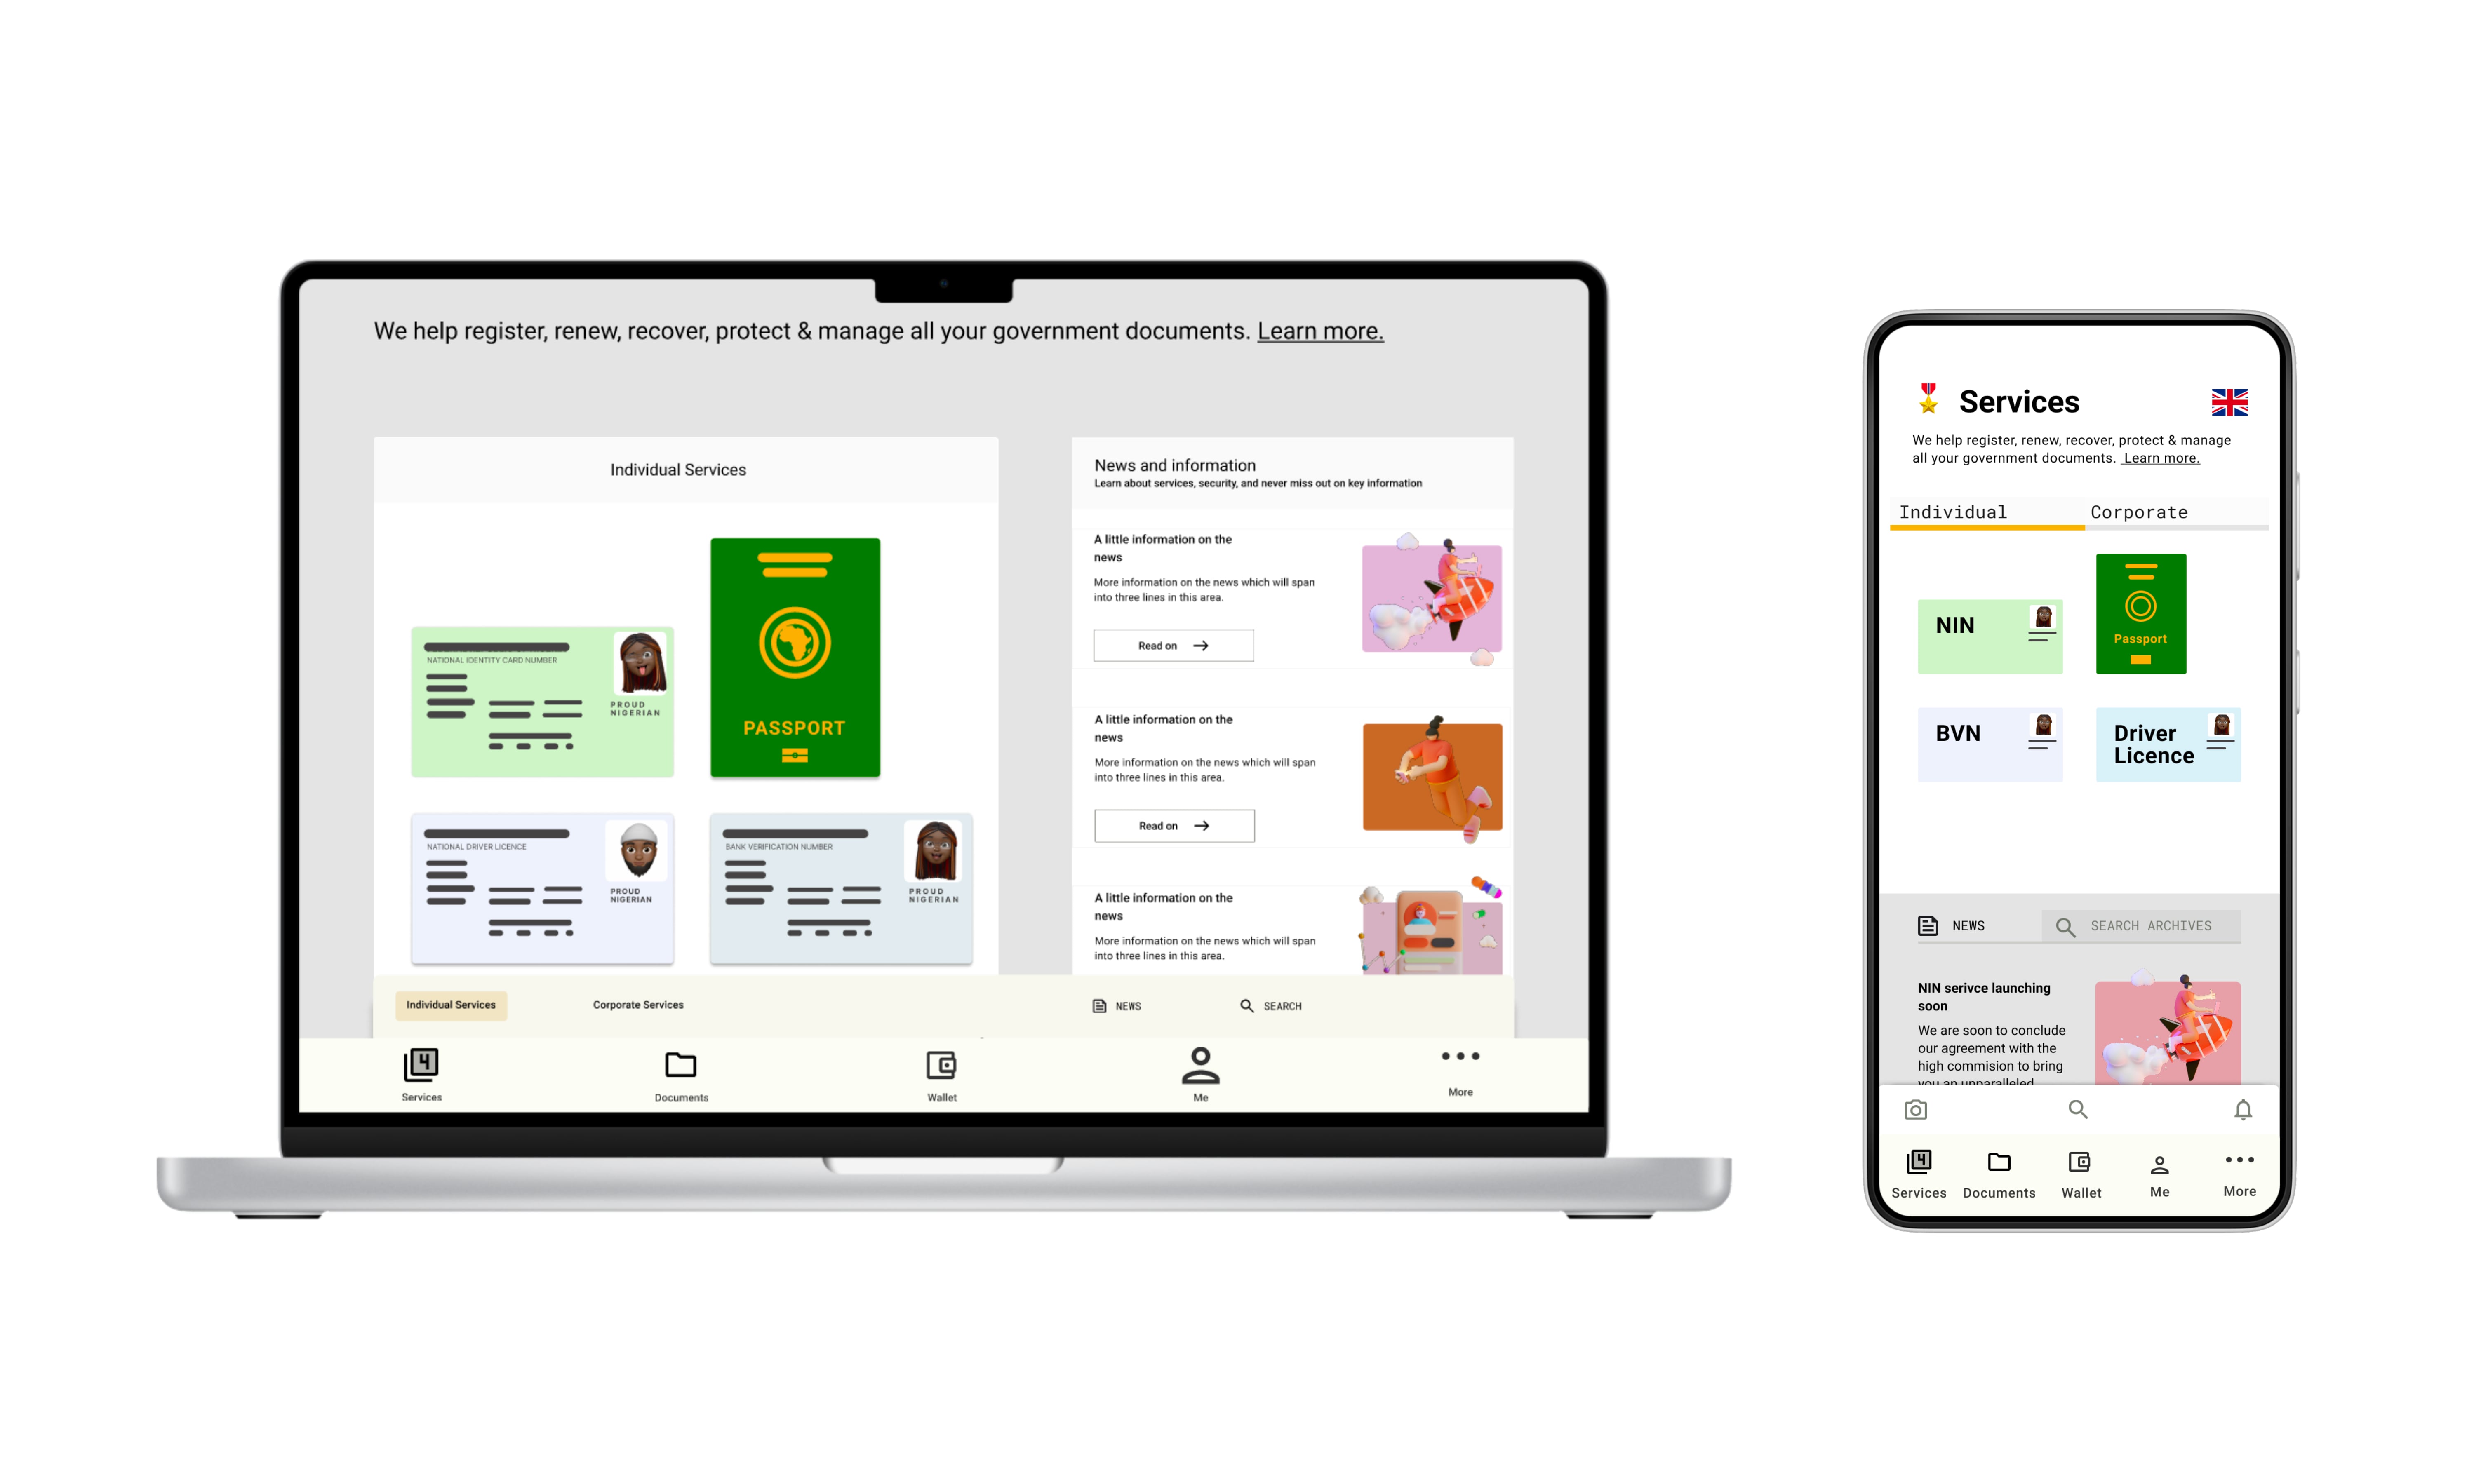 We help register, renew, recover, protect & manage all your government documents. Learn more.
Individual Services
NATIONAL IDENTITY CARD NUMBER
PROUD
NIGERIAN
PASSPORT
NATIONAL DRIVER LICENCE
PROUD
NIGERIAN
BANK VERIFICATION NUMBER
PROUD
NIGERIAN
News and information
Learn about services, security, and never miss out on key information
A little information on the
news
More information on the news which will span
into three lines in this area.
Read on
A little information on the
news
More information on the news which will span
into three lines in this area.
Read on
A little information on the
news
More information on the news which will span
into three lines in this area.
Individual Services
Corporate Services
NEWS
SEARCH
4
Services
Documents
Wallet
Me
More
Services
We help register, renew, recover, protect & manage
all your government documents. Learn more.
Individual
Corporate
NIN
Passport
BVN
Driver
Licence
NEWS
SEARCH ARCHIVES
NIN serivce launching
soon
We are soon to conclude
our agreement with the
high commision to bring
you an unparalleled
4
Services
Documents
Wallet
Me
More